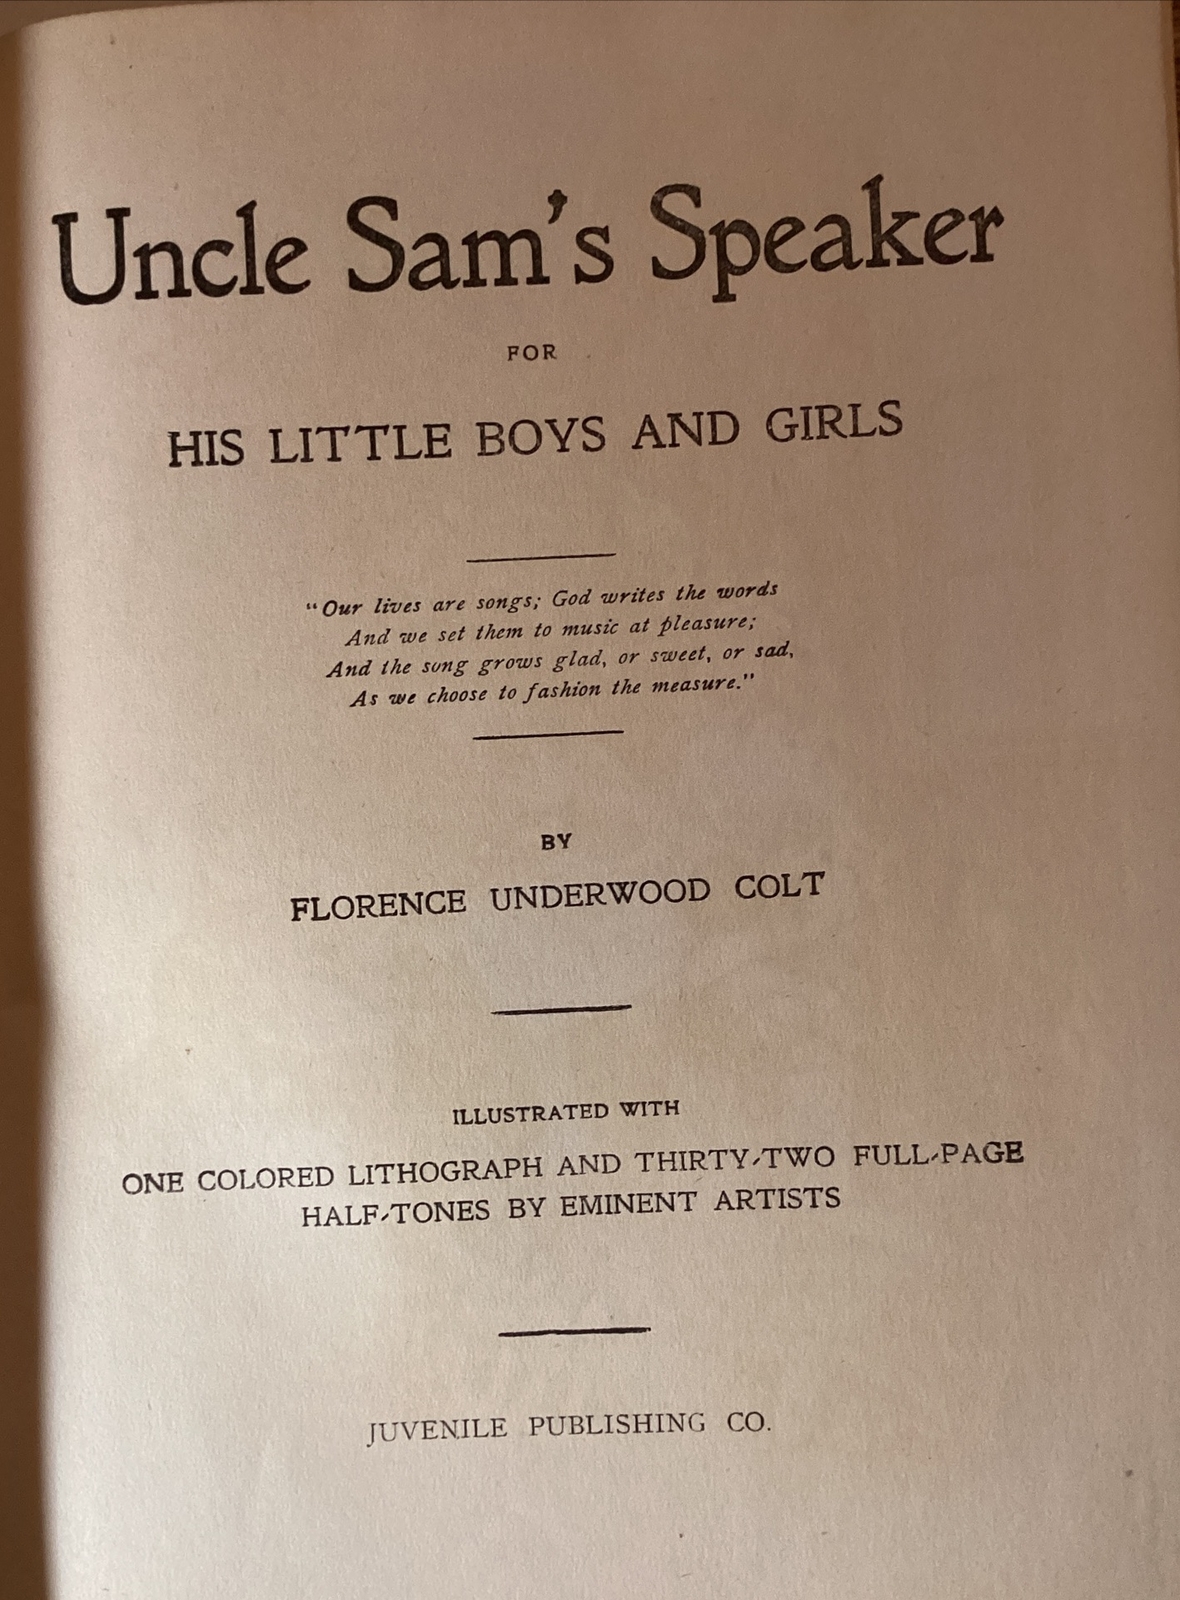 Uncle Sam's Speaker
FOR
HIS LITTLE BOYS AND GIRLS
"Our lives are songs; God writes the words
And we set them to music at pleasure;
And the song grows glad, or sweet, or sad,
As we choose to fashion the measure."
BY
FLORENCE UNDERWOOD COLT
ILLUSTRATED WITH
ONE COLORED LITHOGRAPH AND THIRTY-TWO FULL-PAGE
HALF-TONES BY EMINENT ARTISTS
JUVENILE PUBLISHING CO.